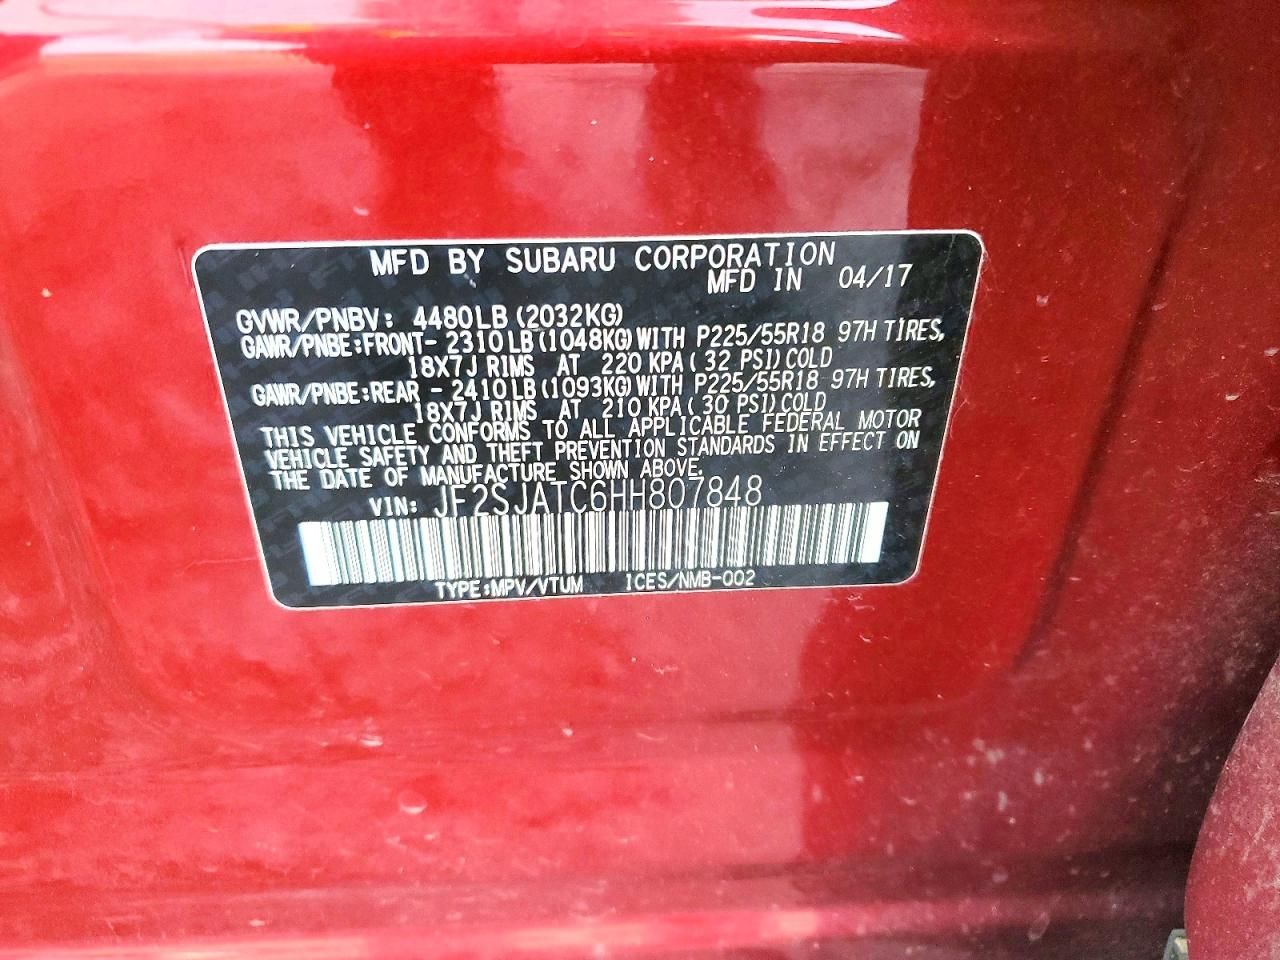 MFD BY SUBARU CORPORATION
MFD IN 04/17
GVWR/PNBV: 4480LB (2032KG)
GAWR/PNBE:FRONT- 2310LB(1048KG)WITH P225/55R18 97H TIRES,
18X7J RIMS AT 220 KPA( 32 PSI)COLD
GAWR/PNBE:REAR - 2410LB(1093KG)WITH P225/55R18 97H TIRES,
18X7J RIMS AT 210 KPA( 30 PSI)COLD
THIS VEHICLE CONFORMS TO ALL APPLICABLE FEDERAL MOTOR
VEHICLE SAFETY AND THEFT PREVENTION STANDARDS IN EFFECT ON
THE DATE OF MANUFACTURE SHOWN ABOVE.
VIN: JF2SJATC6HH807848
TYPE:MPV/VTUM ICES/NMB-002